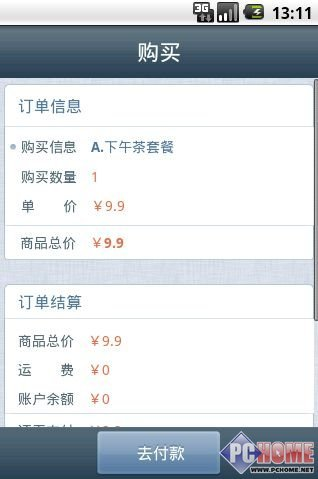 3G
13:11
购买
订单信息
购买信息 A.下午茶套餐
购买数量 1
单 价 ￥9.9
商品总价 ￥9.9
订单结算
商品总价 ￥9.9
运 费 ￥0
账户余额 ￥0
去付款
PCHOME
WWW.PCHOME.NET